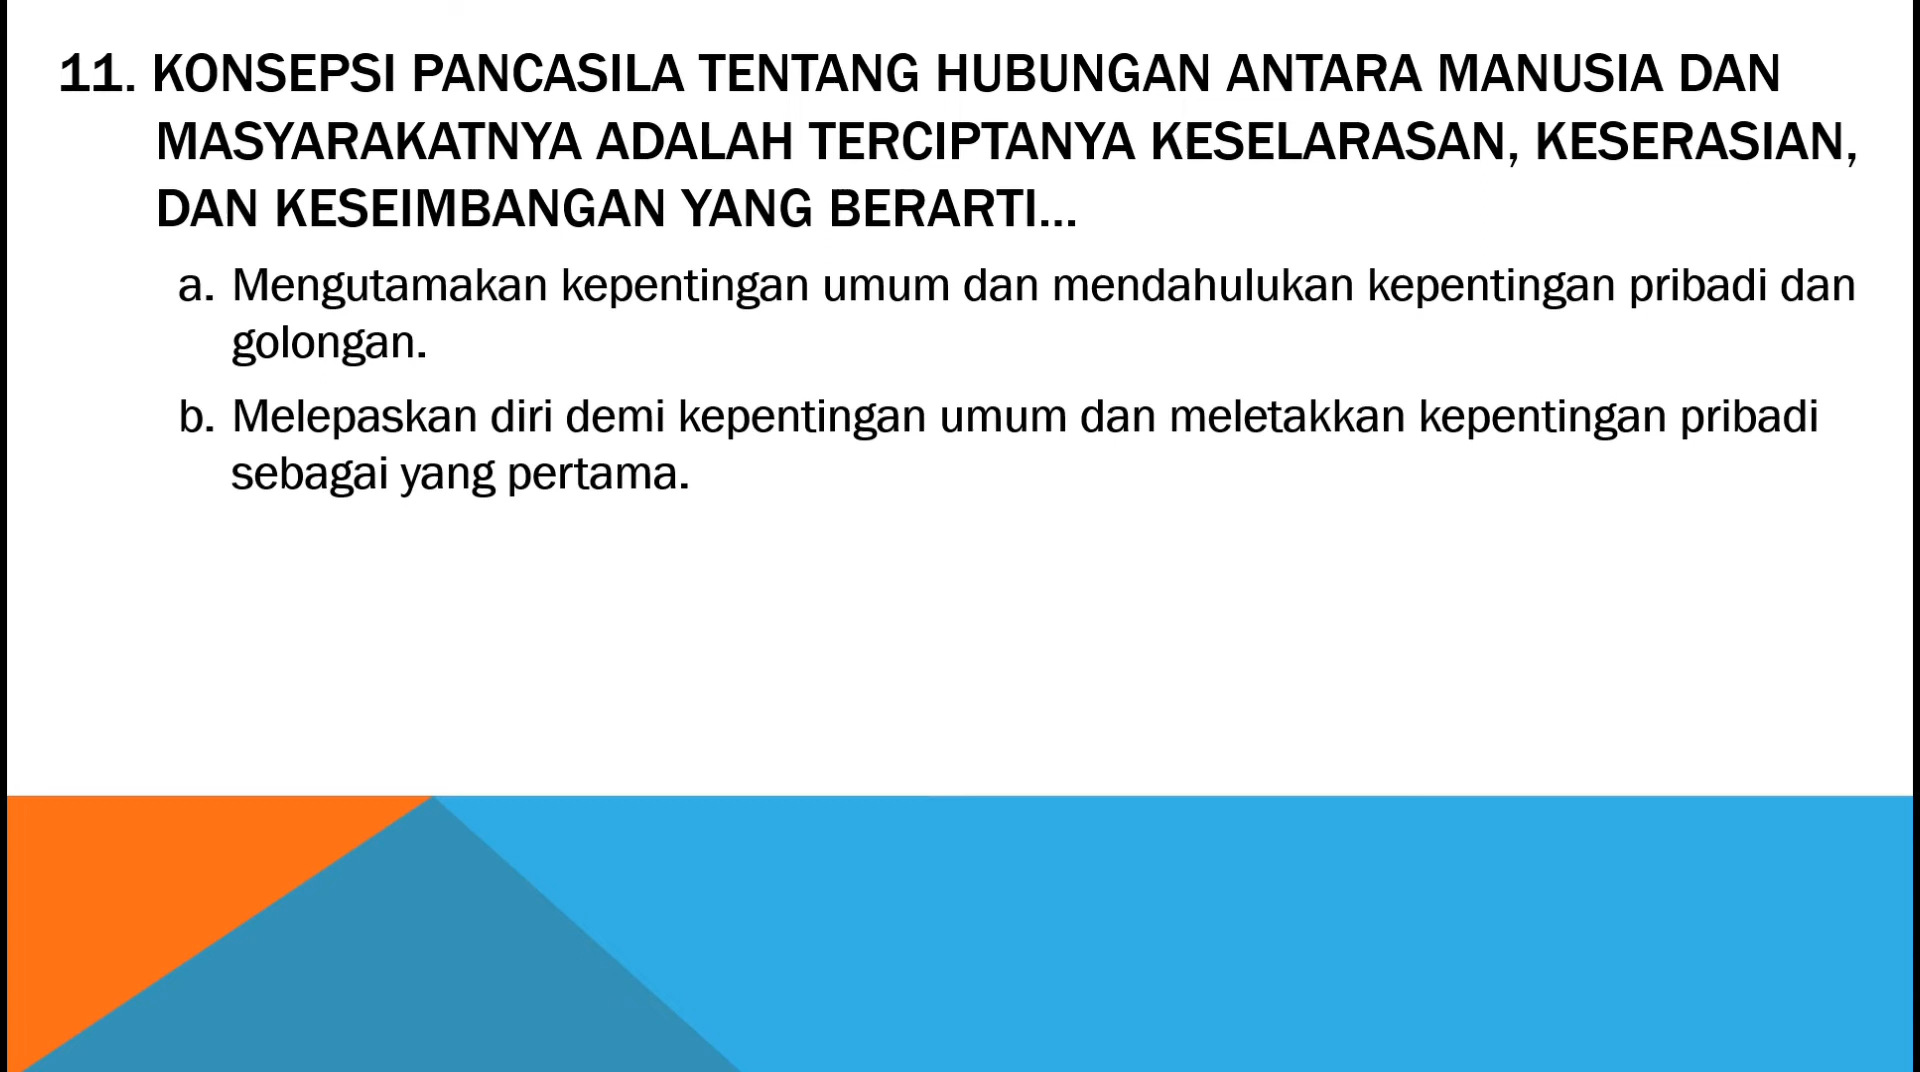 11. KONSEPSI PANCASILA TENTANG HUBUNGAN ANTARA MANUSIA DAN
MASYARAKATNYA ADALAH TERCIPTANYA KESELARASAN, KESERASIAN,
DAN KESEIMBANGAN YANG BERARTI...
a. Mengutamakan kepentingan umum dan mendahulukan kepentingan pribadi dan
golongan.
b. Melepaskan diri demi kepentingan umum dan meletakkan kepentingan pribadi
sebagai yang pertama.